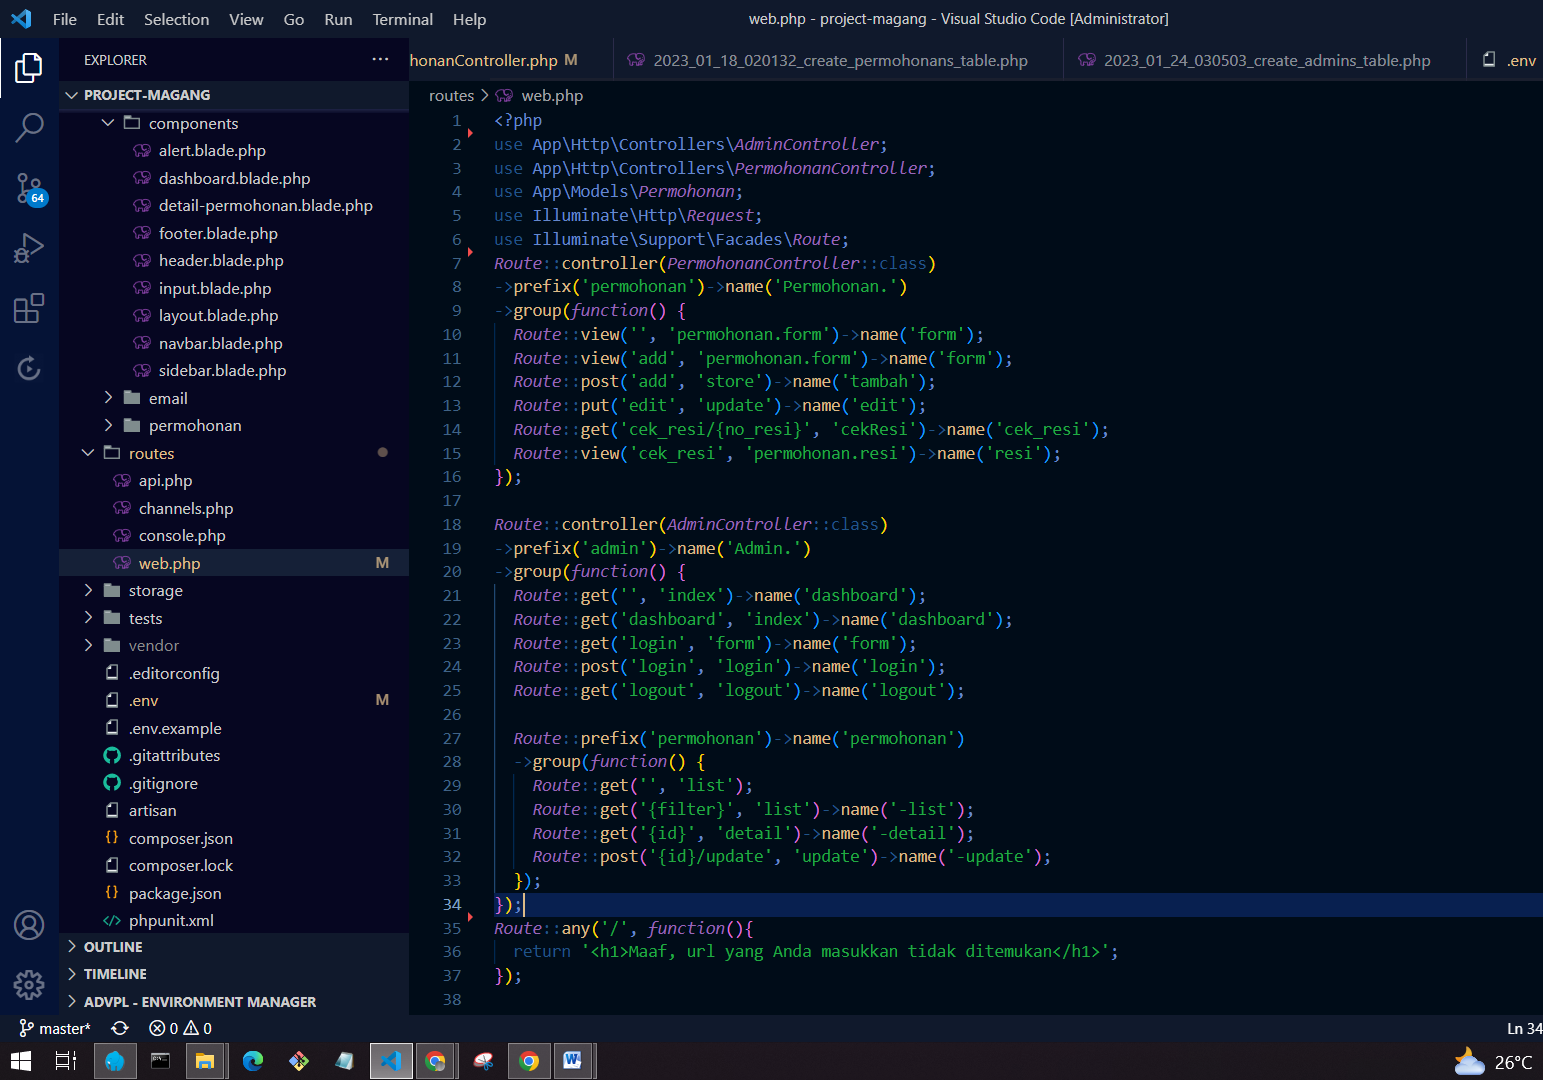 File Edit Selection View Go Run Terminal Help
web.php - project-magang - Visual Studio Code [Administrator]
EXPLORER ···
honanController.php M
2023_01_18_020132_create_permohonans_table.php
2023_01_24_030503_create_admins_table.php
.env
PROJECT-MAGANG
components
alert.blade.php
dashboard.blade.php
detail-permohonan.blade.php
footer.blade.php
header.blade.php
input.blade.php
layout.blade.php
navbar.blade.php
sidebar.blade.php
email
permohonan
routes
api.php
channels.php
console.php
web.php M
storage
tests
vendor
.editorconfig
.env M
.env.example
.gitattributes
.gitignore
artisan
composer.json
composer.lock
package.json
phpunit.xml
OUTLINE
TIMELINE
ADVPL - ENVIRONMENT MANAGER
64
routes > web.php
1 <?php
2 use App\Http\Controllers\AdminController;
3 use App\Http\Controllers\PermohonanController;
4 use App\Models\Permohonan;
5 use Illuminate\Http\Request;
6 use Illuminate\Support\Facades\Route;
7 Route::controller(PermohonanController::class)
8 ->prefix('permohonan')->name('Permohonan.')
9 ->group(function() {
10 Route::view('', 'permohonan.form')->name('form');
11 Route::view('add', 'permohonan.form')->name('form');
12 Route::post('add', 'store')->name('tambah');
13 Route::put('edit', 'update')->name('edit');
14 Route::get('cek_resi/{no_resi}', 'cekResi')->name('cek_resi');
15 Route::view('cek_resi', 'permohonan.resi')->name('resi');
16 });
17
18 Route::controller(AdminController::class)
19 ->prefix('admin')->name('Admin.')
20 ->group(function() {
21 Route::get('', 'index')->name('dashboard');
22 Route::get('dashboard', 'index')->name('dashboard');
23 Route::get('login', 'form')->name('form');
24 Route::post('login', 'login')->name('login');
25 Route::get('logout', 'logout')->name('logout');
26
27 Route::prefix('permohonan')->name('permohonan')
28 ->group(function() {
29 Route::get('', 'list');
30 Route::get('{filter}', 'list')->name('-list');
31 Route::get('{id}', 'detail')->name('-detail');
32 Route::post('{id}/update', 'update')->name('-update');
33 });
34 });
35 Route::any('/', function(){
36 return '<h1>Maaf, url yang Anda masukkan tidak ditemukan</h1>';
37 });
38
master* 0 0
Ln 34
26°C